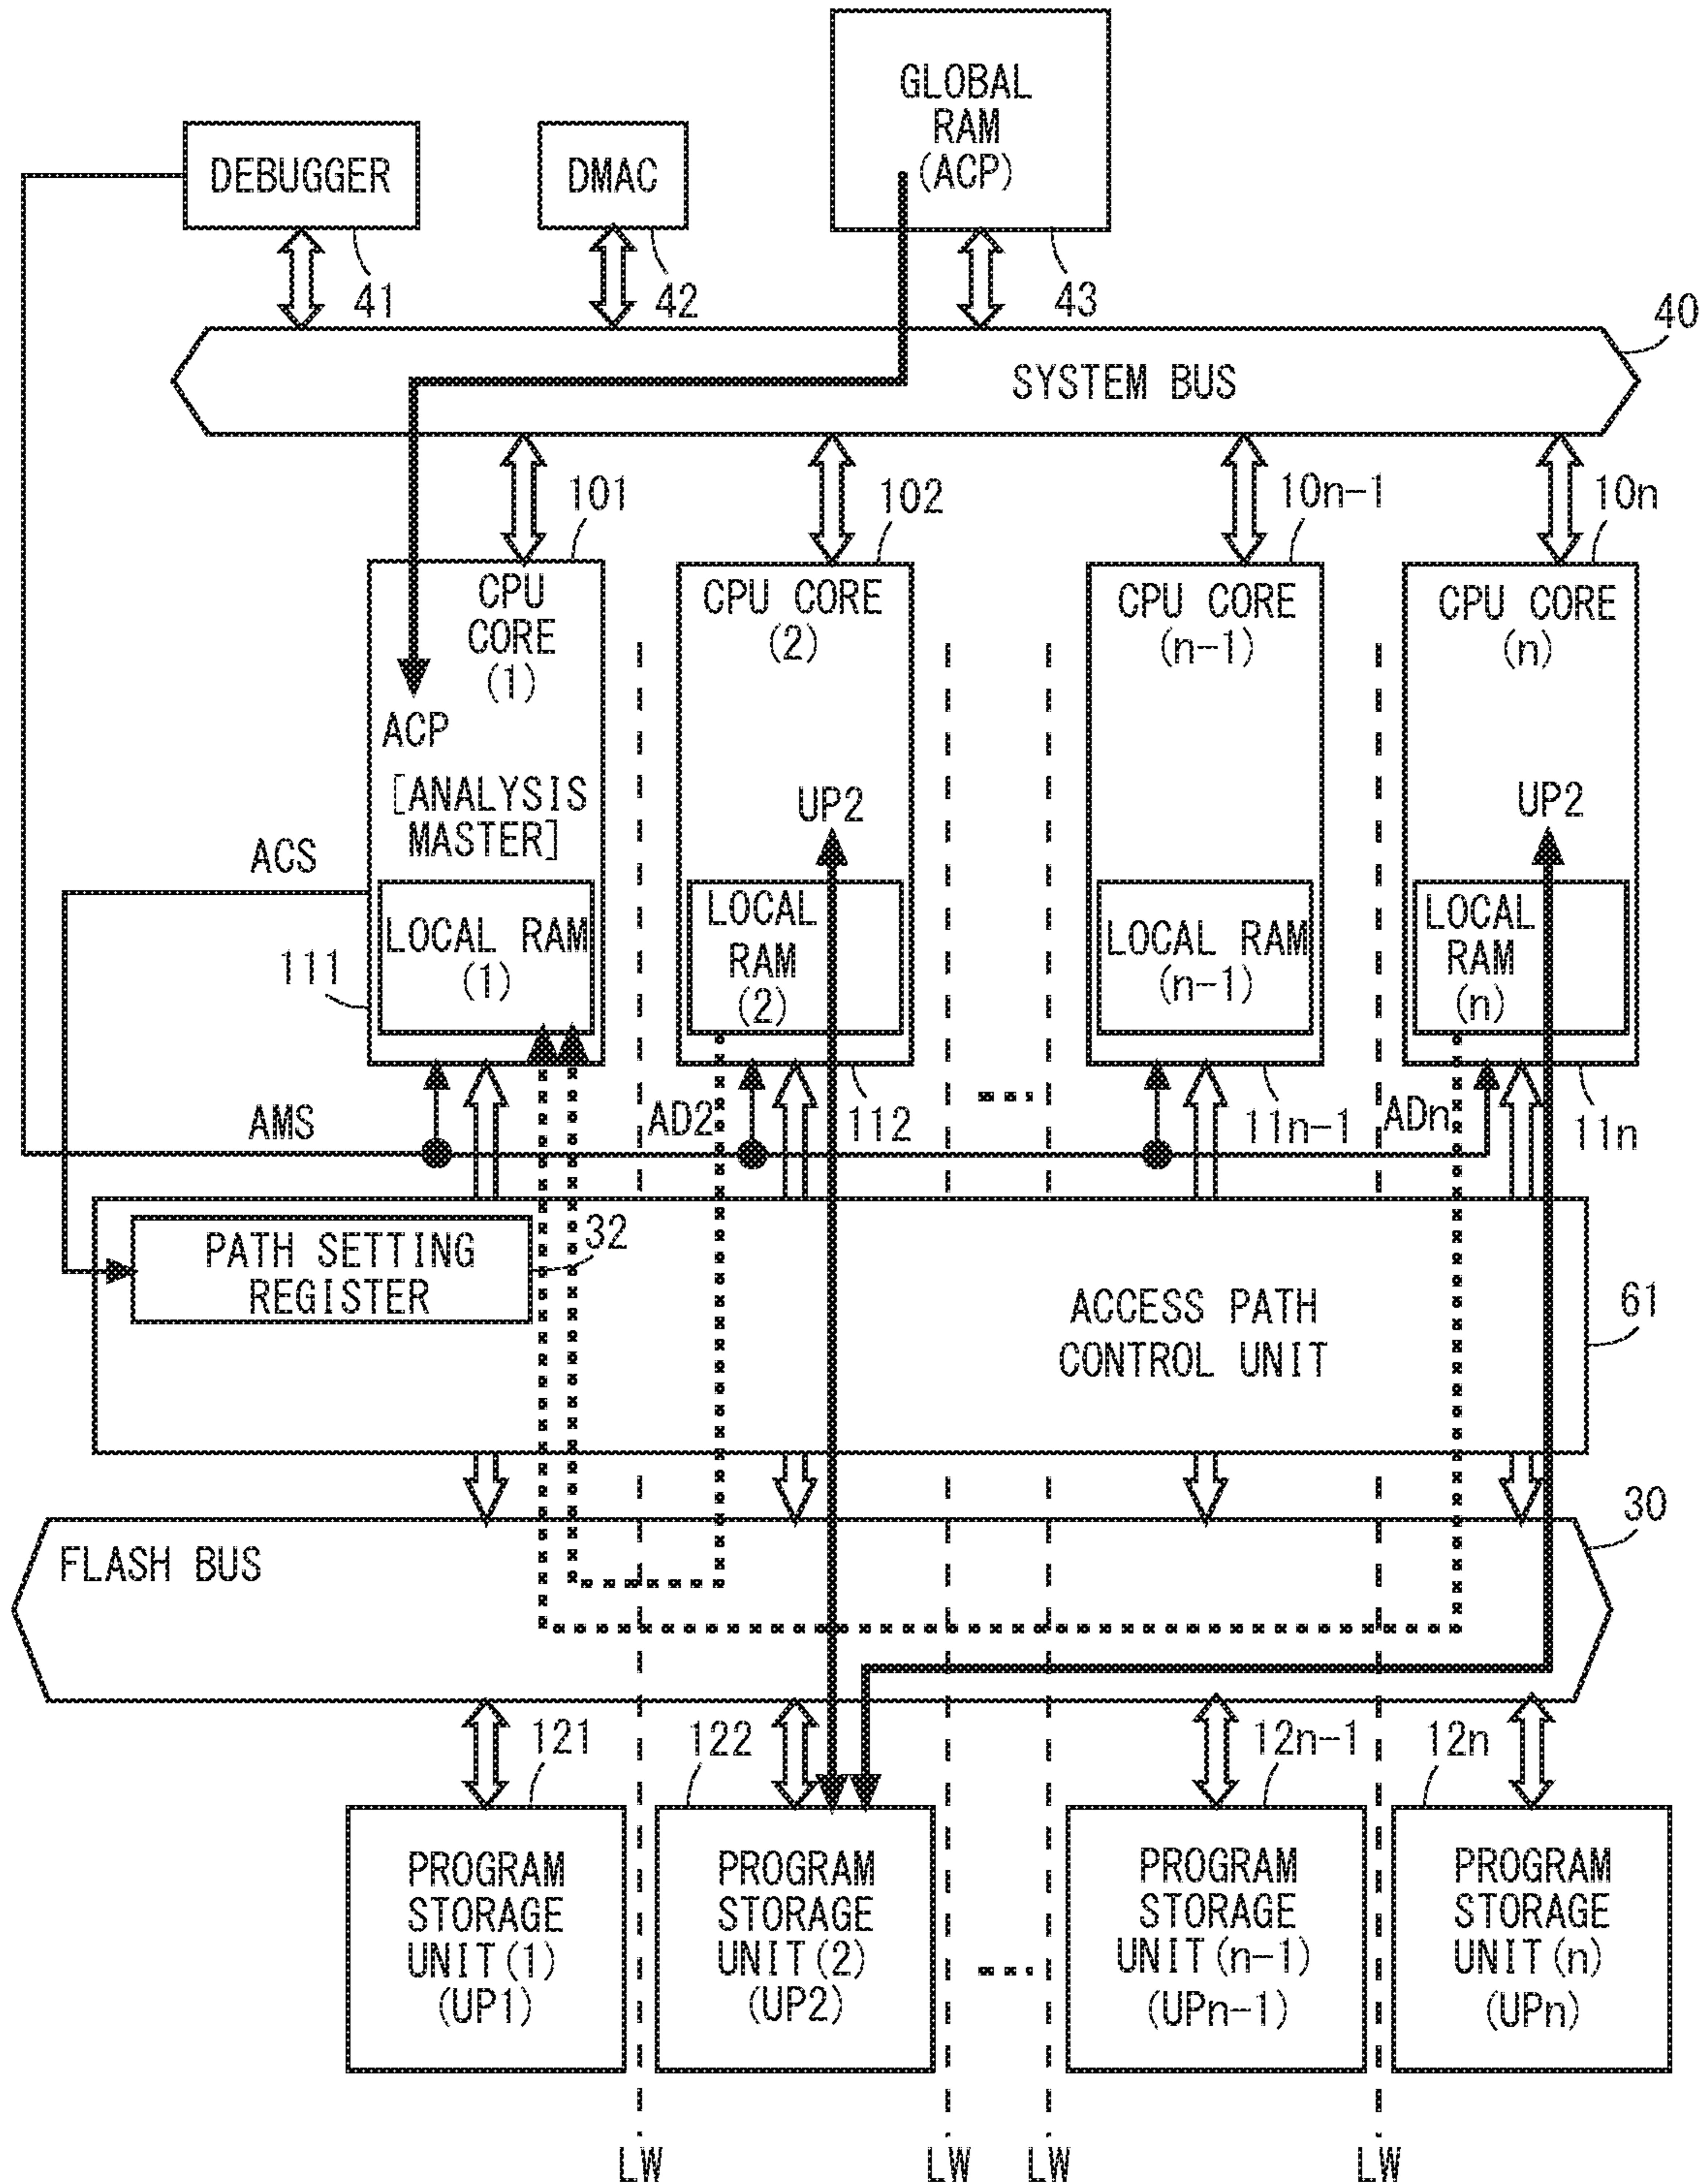 GLOBAL
RAM
(ACP)
DEBUGGER
DMAC
41
42
43
40
SYSTEM BUS
101
102
10n-1
10n
CPU
CORE
(1)
CPU CORE
(2)
CPU CORE
(n-1)
CPU CORE
(n)
ACP
[ANALYSIS
MASTER]
UP2
UP2
ACS
LOCAL RAM
(1)
LOCAL
RAM
(2)
LOCAL RAM
(n-1)
LOCAL
RAM
(n)
111
AMS
AD2
112
11n-1
ADn
11n
PATH SETTING
REGISTER
32
ACCESS PATH
CONTROL UNIT
61
30
FLASH BUS
121
122
12n-1
12n
PROGRAM
STORAGE
UNIT(1)
(UP1)
PROGRAM
STORAGE
UNIT(2)
(UP2)
PROGRAM
STORAGE
UNIT(n-1)
(UPn-1)
PROGRAM
STORAGE
UNIT(n)
(UPn)
LW
LW
LW
LW